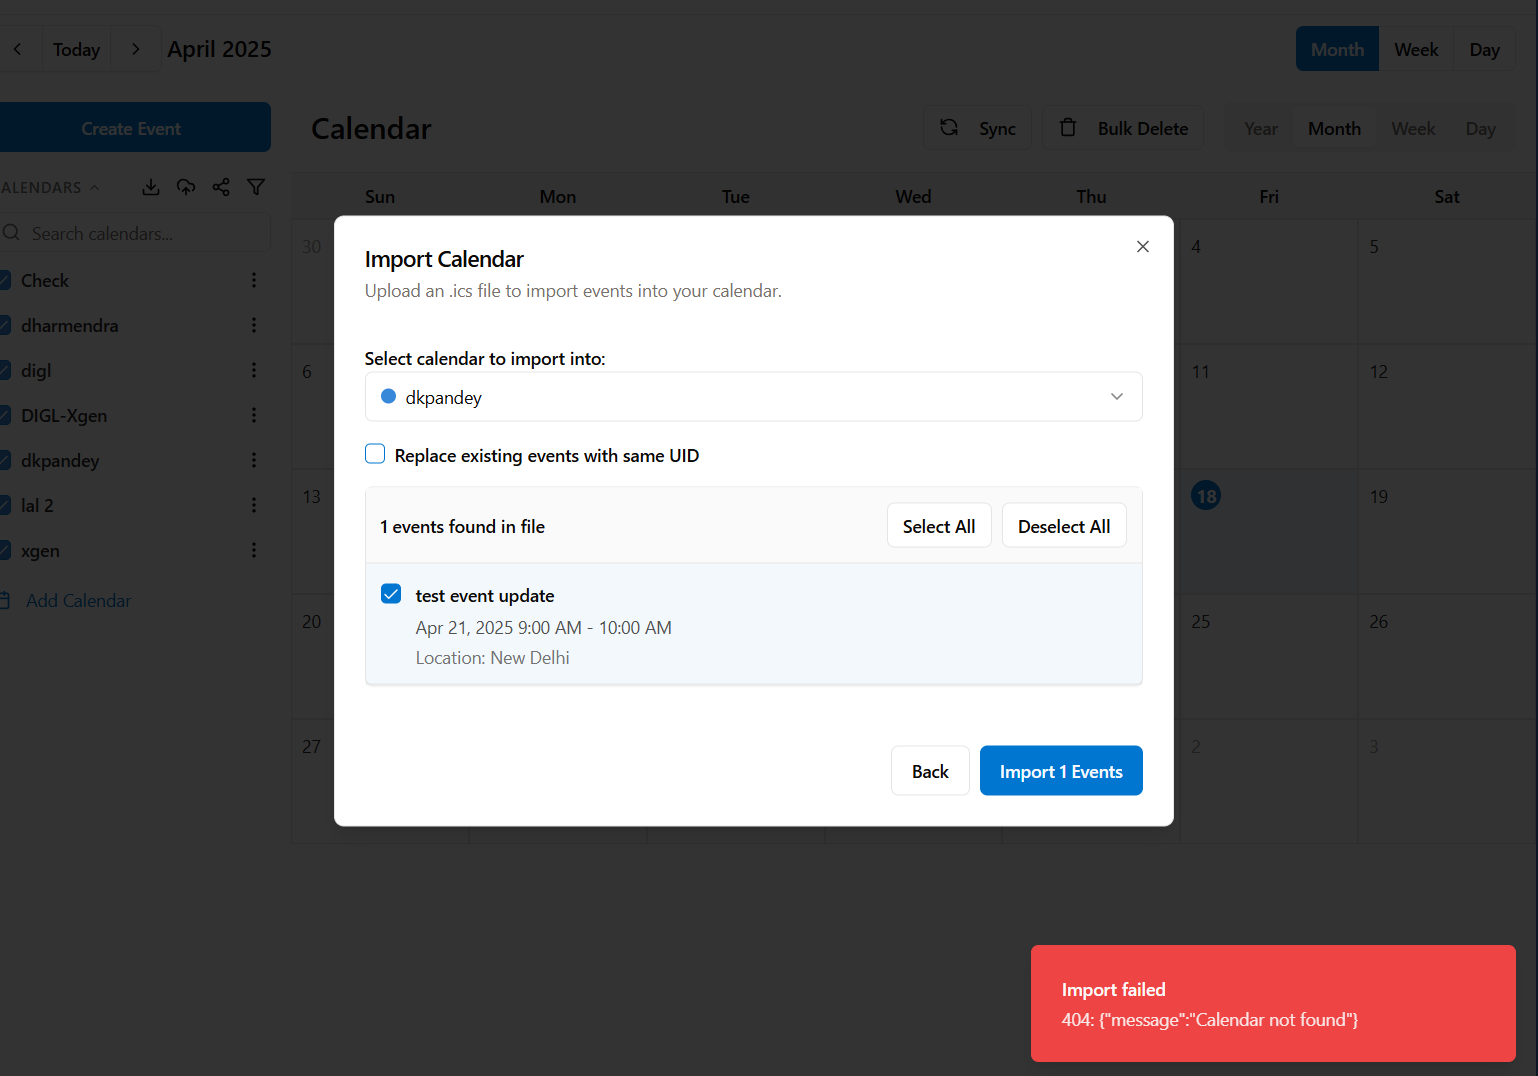 Today
April 2025
Month Week Day
Create Event
Calendar
Sync
Bulk Delete
Year Month Week Day
ALENDARS
Search calendars...
Sun Mon Tue Wed Thu Fri Sat
Check
dharmendra
digl
DIGL-Xgen
dkpandey
lal 2
xgen
Add Calendar
30 4 5
6 11 12
13 18 19
20 25 26
27 2 3
Import Calendar
Upload an .ics file to import events into your calendar.
Select calendar to import into:
dkpandey
Replace existing events with same UID
1 events found in file
Select All
Deselect All
test event update
Apr 21, 2025 9:00 AM - 10:00 AM
Location: New Delhi
Back
Import 1 Events
Import failed
404: {"message":"Calendar not found"}